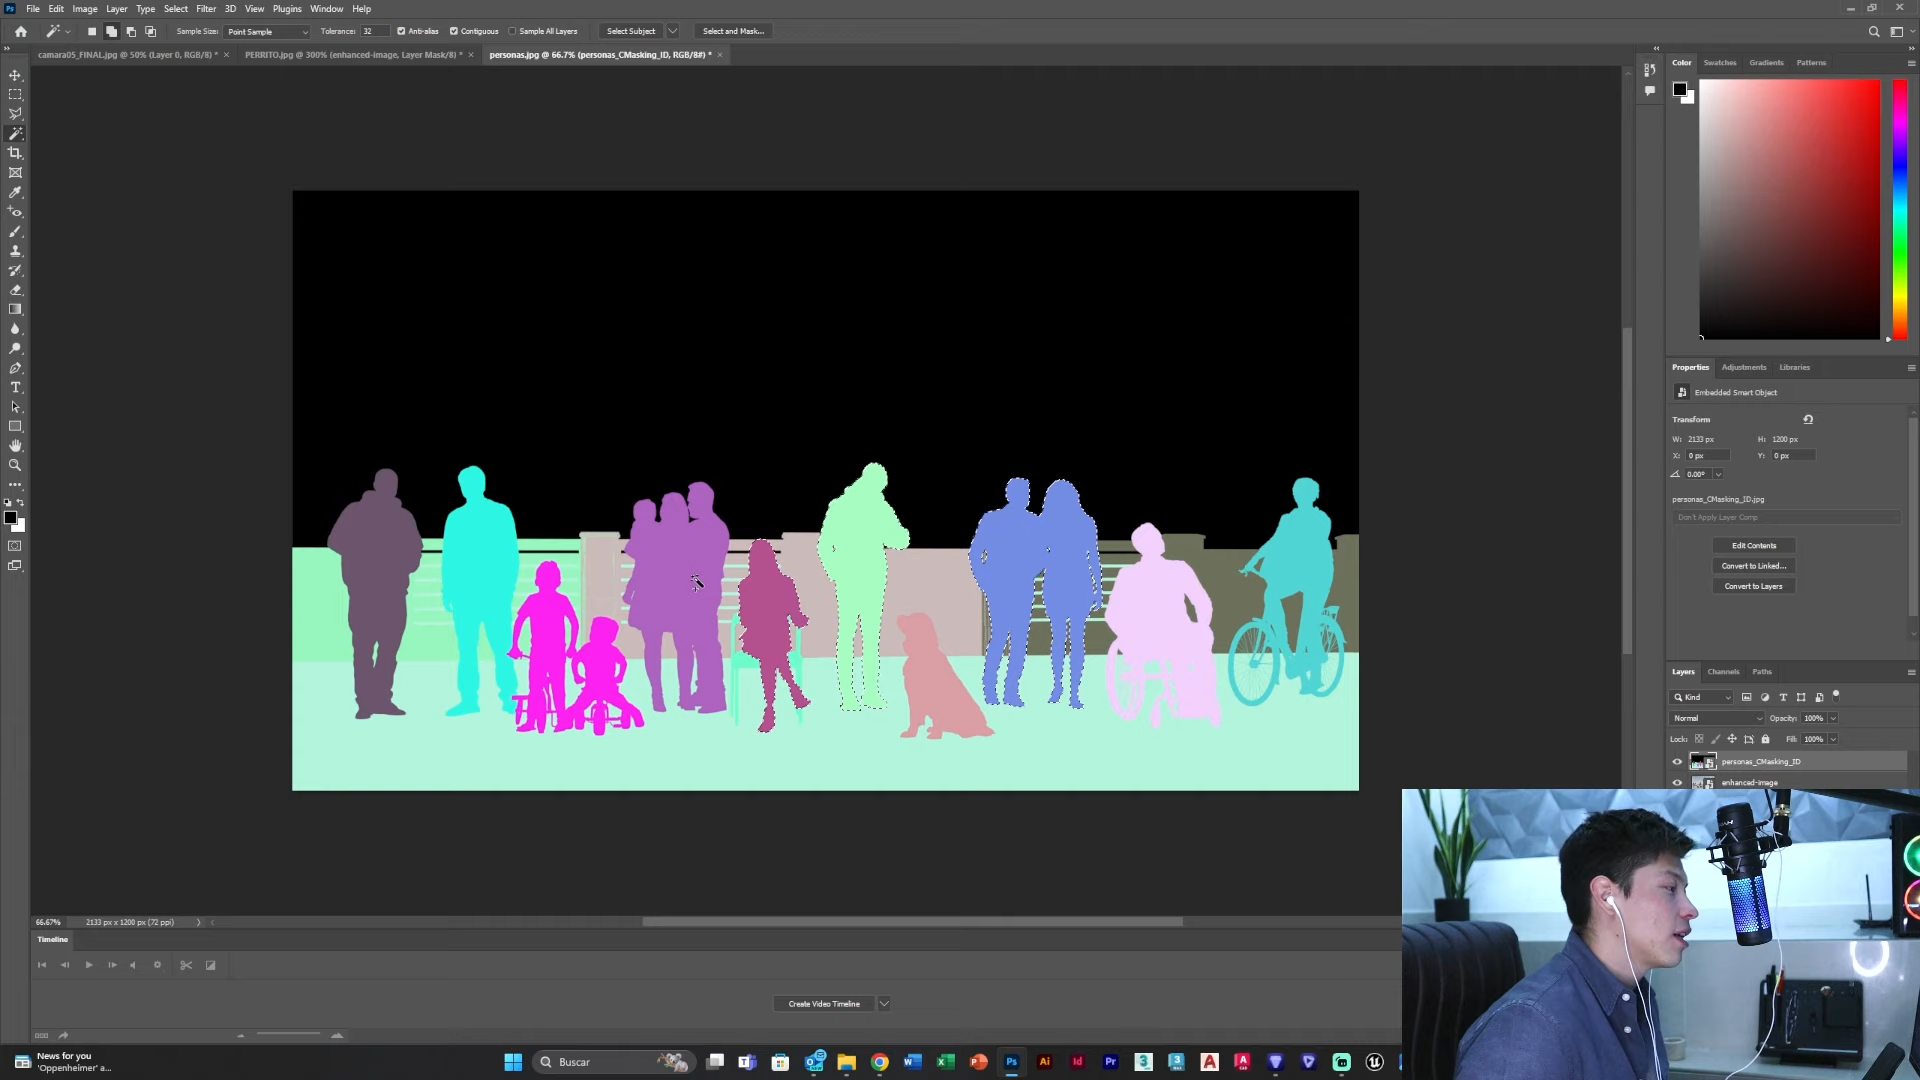 File Edit Image Layer Type Select Filter 3D View Plugins Window Help
Sample Size: Point Sample Tolerance: 32 Anti-alias Contiguous Sample All Layers Select Subject Select and Mask...
camara05_FINAL.jpg @ 50% (Layer 0, RGB/8) * × PERRITO.jpg @ 300% (enhanced-image, Layer Mask/8) * × personas.jpg @ 66.7% (personas_CMasking_ID, RGB/8#) * ×
Color Swatches Gradients Patterns
Properties Adjustments Libraries
Embedded Smart Object
Transform
W: 2133 px H: 1200 px
X: 0 px Y: 0 px
0.00°
personas_CMasking_ID.jpg
Don't Apply Layer Comp
Edit Contents
Convert to Linked...
Convert to Layers
Layers Channels Paths
Kind
Normal Opacity: 100%
Lock: Fill: 100%
personas_CMasking_ID
enhanced-image
66.67% 2133 px x 1200 px (72 ppi)
Timeline
Create Video Timeline
News for you
'Oppenheimer' a...
Buscar